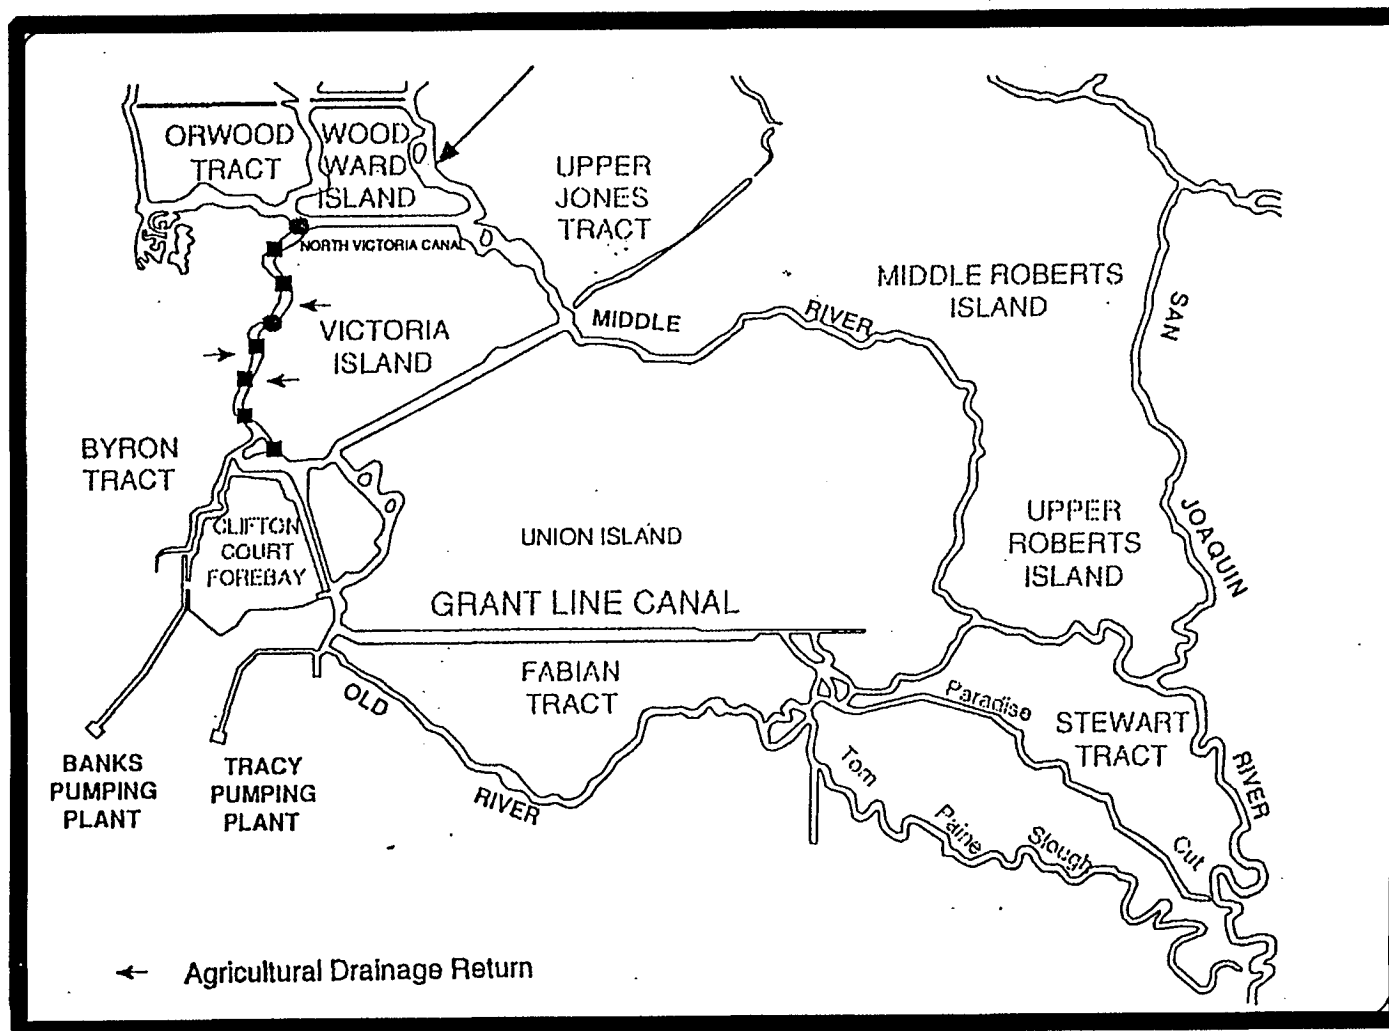 ORWOOD
TRACT
WOOD
WARD
ISLAND
UPPER
JONES
TRACT
NORTH VICTORIA CANAL
MIDDLE ROBERTS
ISLAND
SAN
VICTORIA
ISLAND
MIDDLE
RIVER
BYRON
TRACT
CLIFTON
COURT
FOREBAY
UNION ISLAND
UPPER
ROBERTS
ISLAND
JOAQUIN
GRANT LINE CANAL
FABIAN
TRACT
OLD
RIVER
Paradise
Cut
STEWART
TRACT
RIVER
BANKS
PUMPING
PLANT
TRACY
PUMPING
PLANT
Tom
Paine
Slough
Agricultural Drainage Return